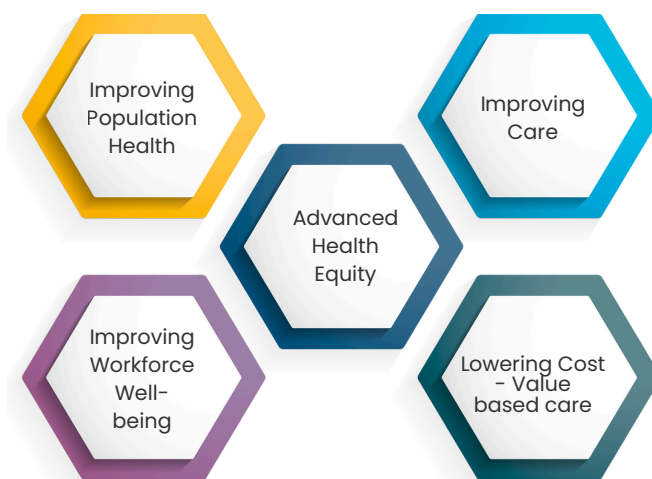 Improving
Population
Health
Improving
Care
Advanced
Health
Equity
Improving
Workforce
Well-
being
Lowering Cost
- Value
based care